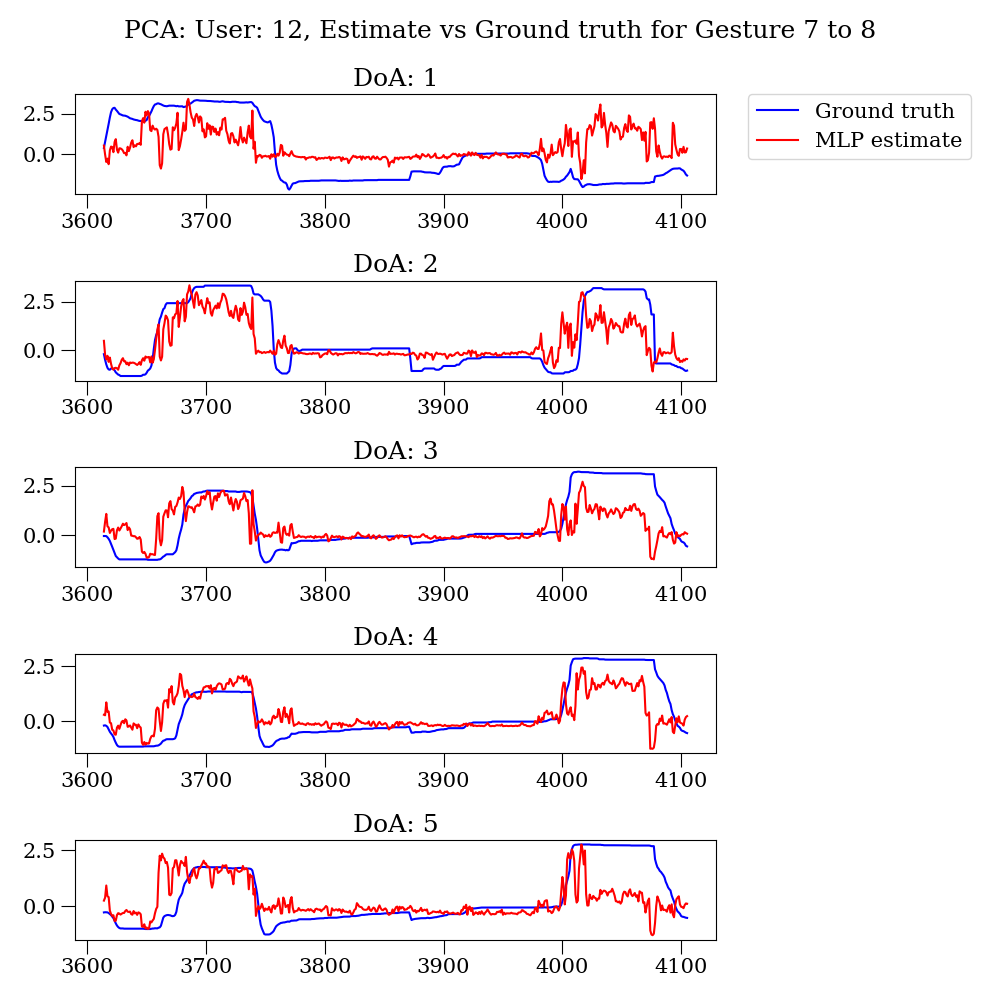 PCA: User: 12, Estimate vs Ground truth for Gesture 7 to 8
DoA: 1
2.5
0.0
3600 3700 3800 3900 4000 4100
Ground truth
MLP estimate
DoA: 2
2.5
0.0
3600 3700 3800 3900 4000 4100
DoA: 3
2.5
0.0
3600 3700 3800 3900 4000 4100
DoA: 4
2.5
0.0
3600 3700 3800 3900 4000 4100
DoA: 5
2.5
0.0
3600 3700 3800 3900 4000 4100